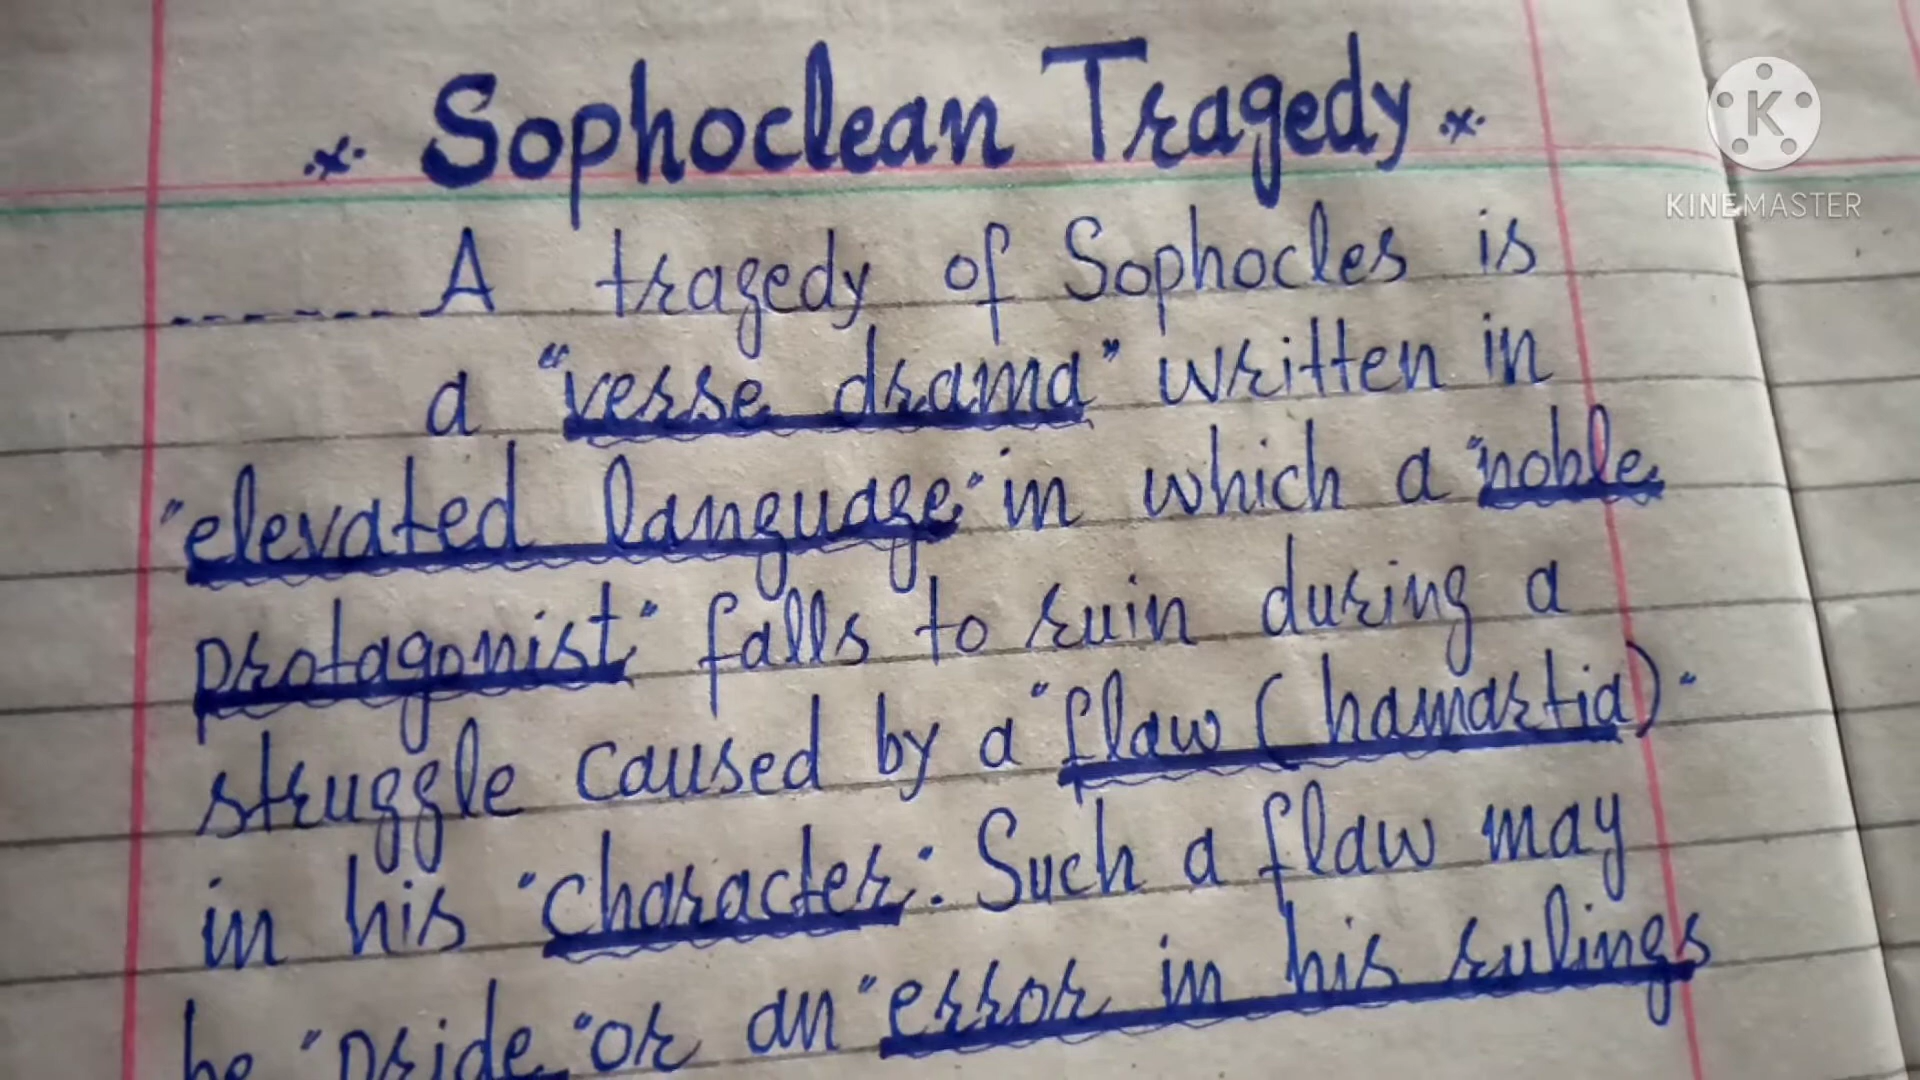 .x. Sophoclean Tragedy .x.
------ A tragedy of Sophocles is
a "verse drama" written in
"elevated language" in which a "noble
protagonist" falls to ruin during a
struggle caused by a "flaw (hamartia)"
in his "character". Such a flaw may
be "pride" or an "error in his rulings
K
KINEMASTER